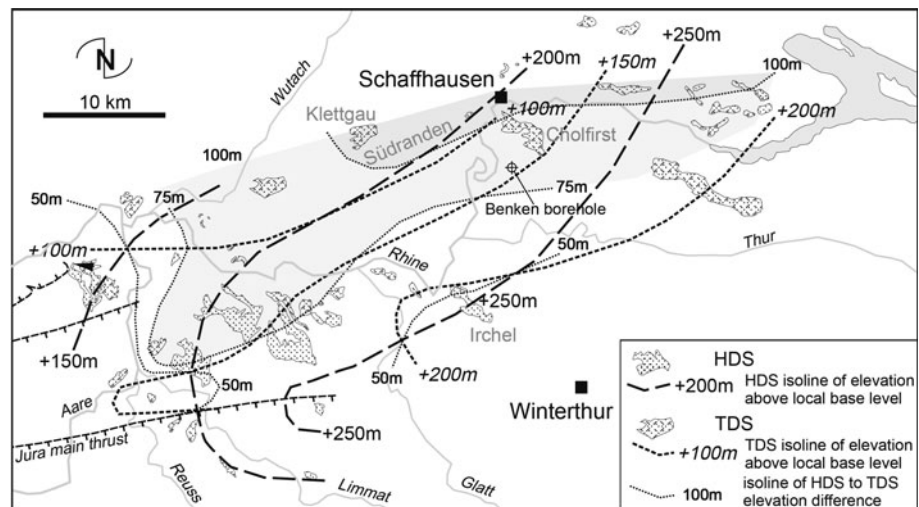 N
10 km
Wutach
Schaffhausen
+200m
+150m
+250m
100m
+200m
Klettgau
Südranden
+100m
Cholfirst
100m
75m
50m
75m
Benken borehole
+100m
50m
Thur
Rhine
+250m
Irchel
+150m
50m
50m
+200m
Aare
+250m
Winterthur
Jura main thrust
Reuss
Limmat
Glatt
HDS
+200m HDS isoline of elevation
above local base level
TDS
+100m TDS isoline of elevation
above local base level
100m isoline of HDS to TDS
elevation difference